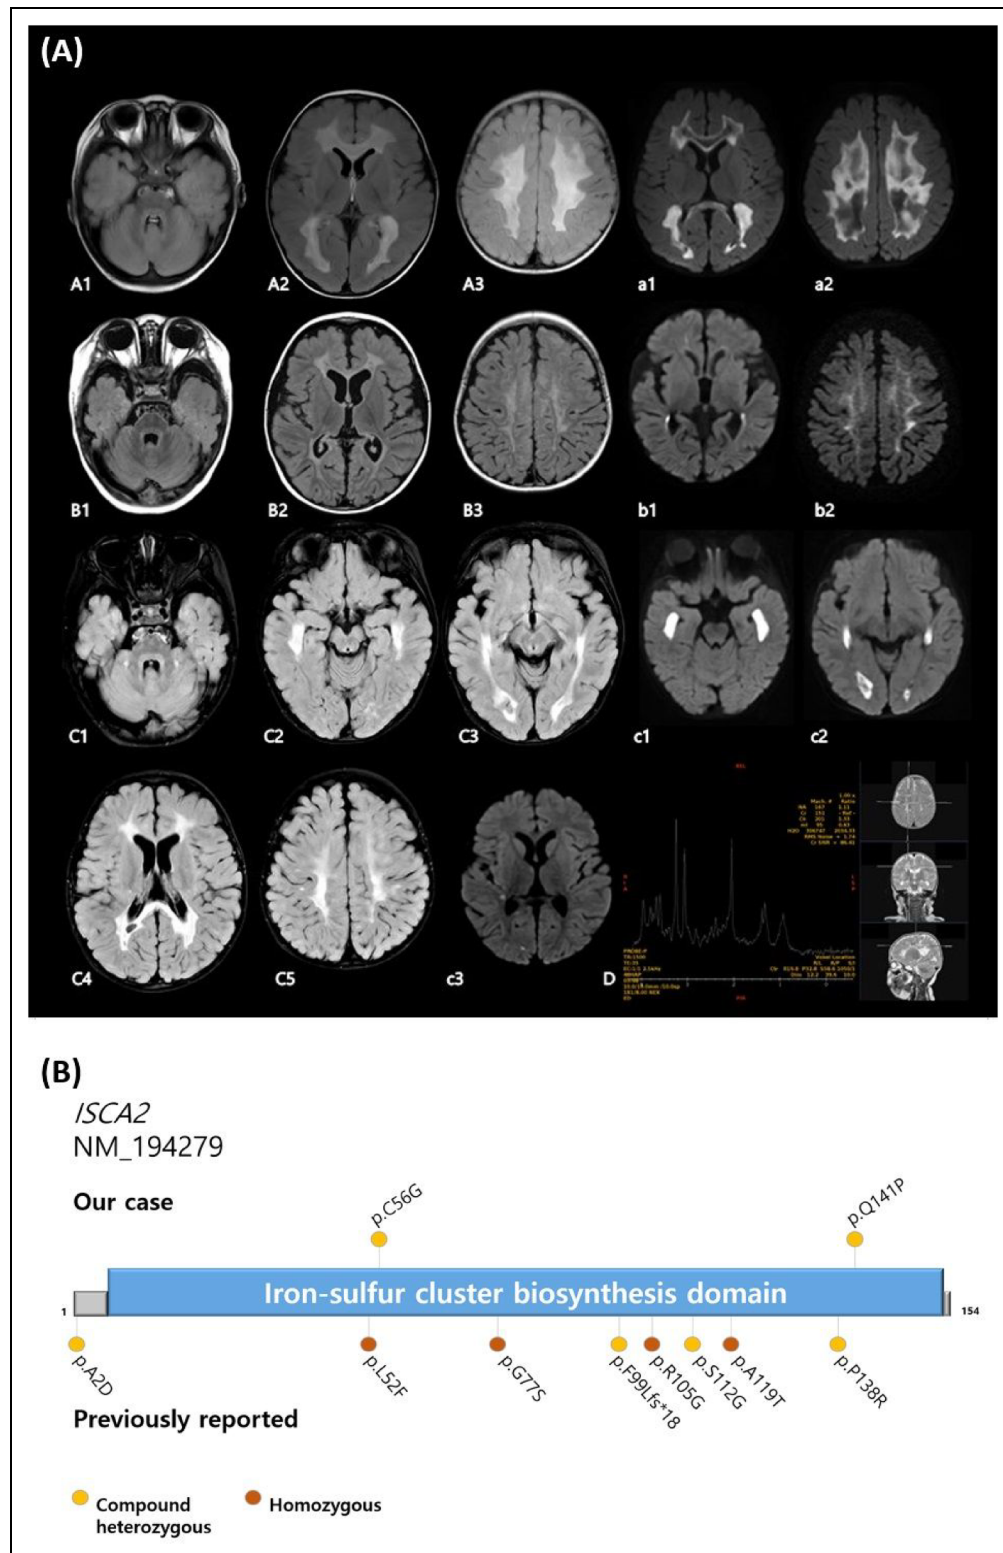 (A)
A1
A2
A3
a1
a2
B1
B2
B3
b1
b2
C1
C2
C3
c1
c2
C4
C5
c3
D
(B)
ISCA2
NM_194279
Our case
p.C56G
p.Q141P
Iron-sulfur cluster biosynthesis domain
1
154
p.A2D
p.L52F
p.G77S
p.F99Lfs*18
p.R105G
p.S112G
p.A119T
p.P138R
Previously reported
Compound
heterozygous
Homozygous